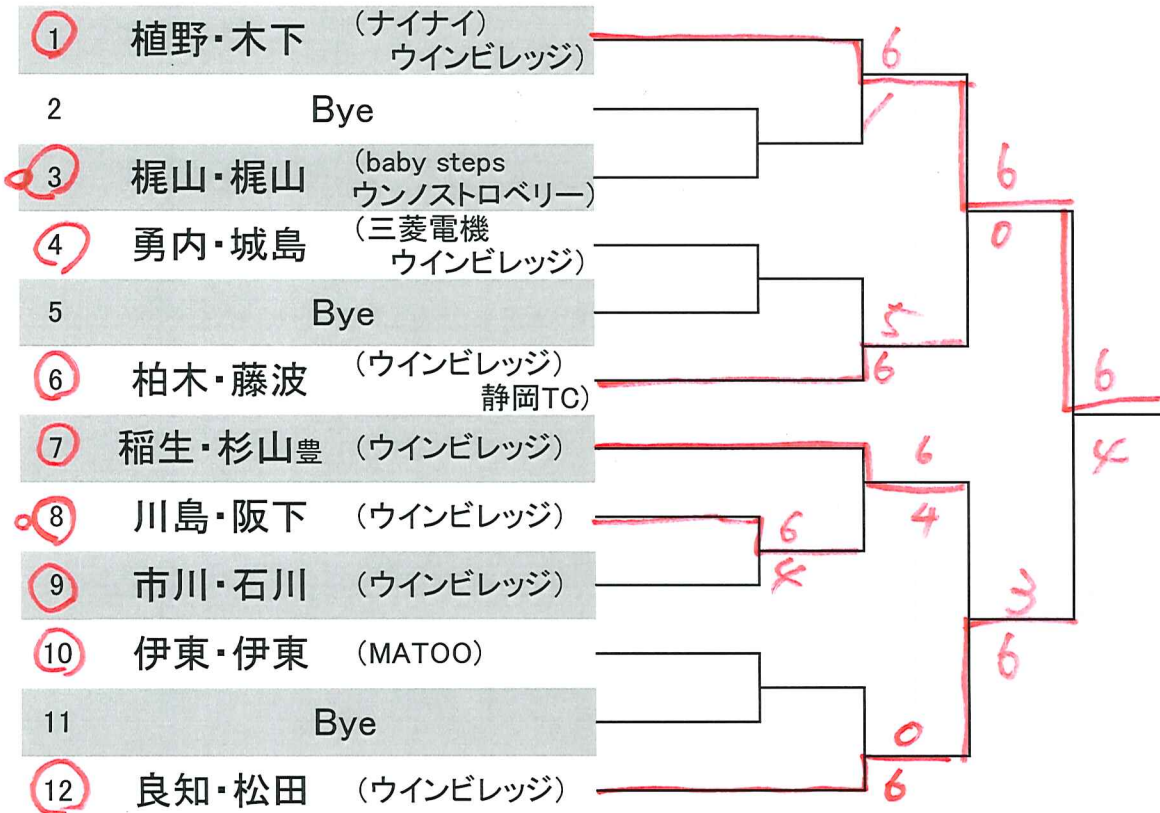 1 植野・木下 (ナイナイ)
ウインビレッジ)
2 Bye
3 梶山・梶山 (baby steps
ウンノストロベリー)
4 勇内・城島 (三菱電機
ウインビレッジ)
5 Bye
6 柏木・藤波 (ウインビレッジ)
静岡TC)
7 稲生・杉山豊 (ウインビレッジ)
8 川島・阪下 (ウインビレッジ)
9 市川・石川 (ウインビレッジ)
10 伊東・伊東 (MATOO)
11 Bye
12 良知・松田 (ウインビレッジ)
6
5
6
6
4
6
4
0
6
6
0
3
6
6
4